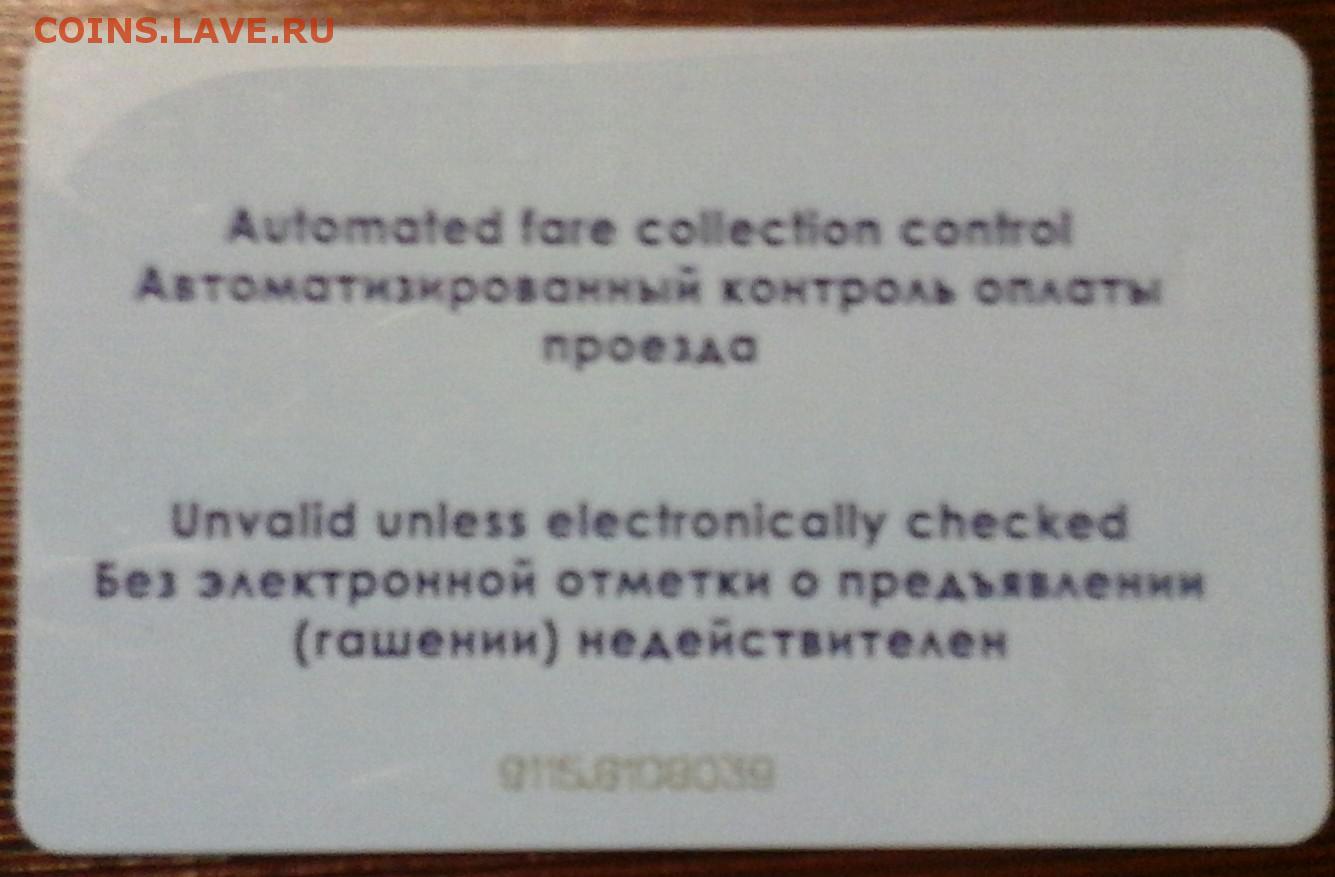 COINS.LAVE.RU
Automated fare collection control
Автоматизированный контроль оплаты
проезда
Unvalid unless electronically checked
Без электронной отметки о предъявлении
(гашении) недействителен